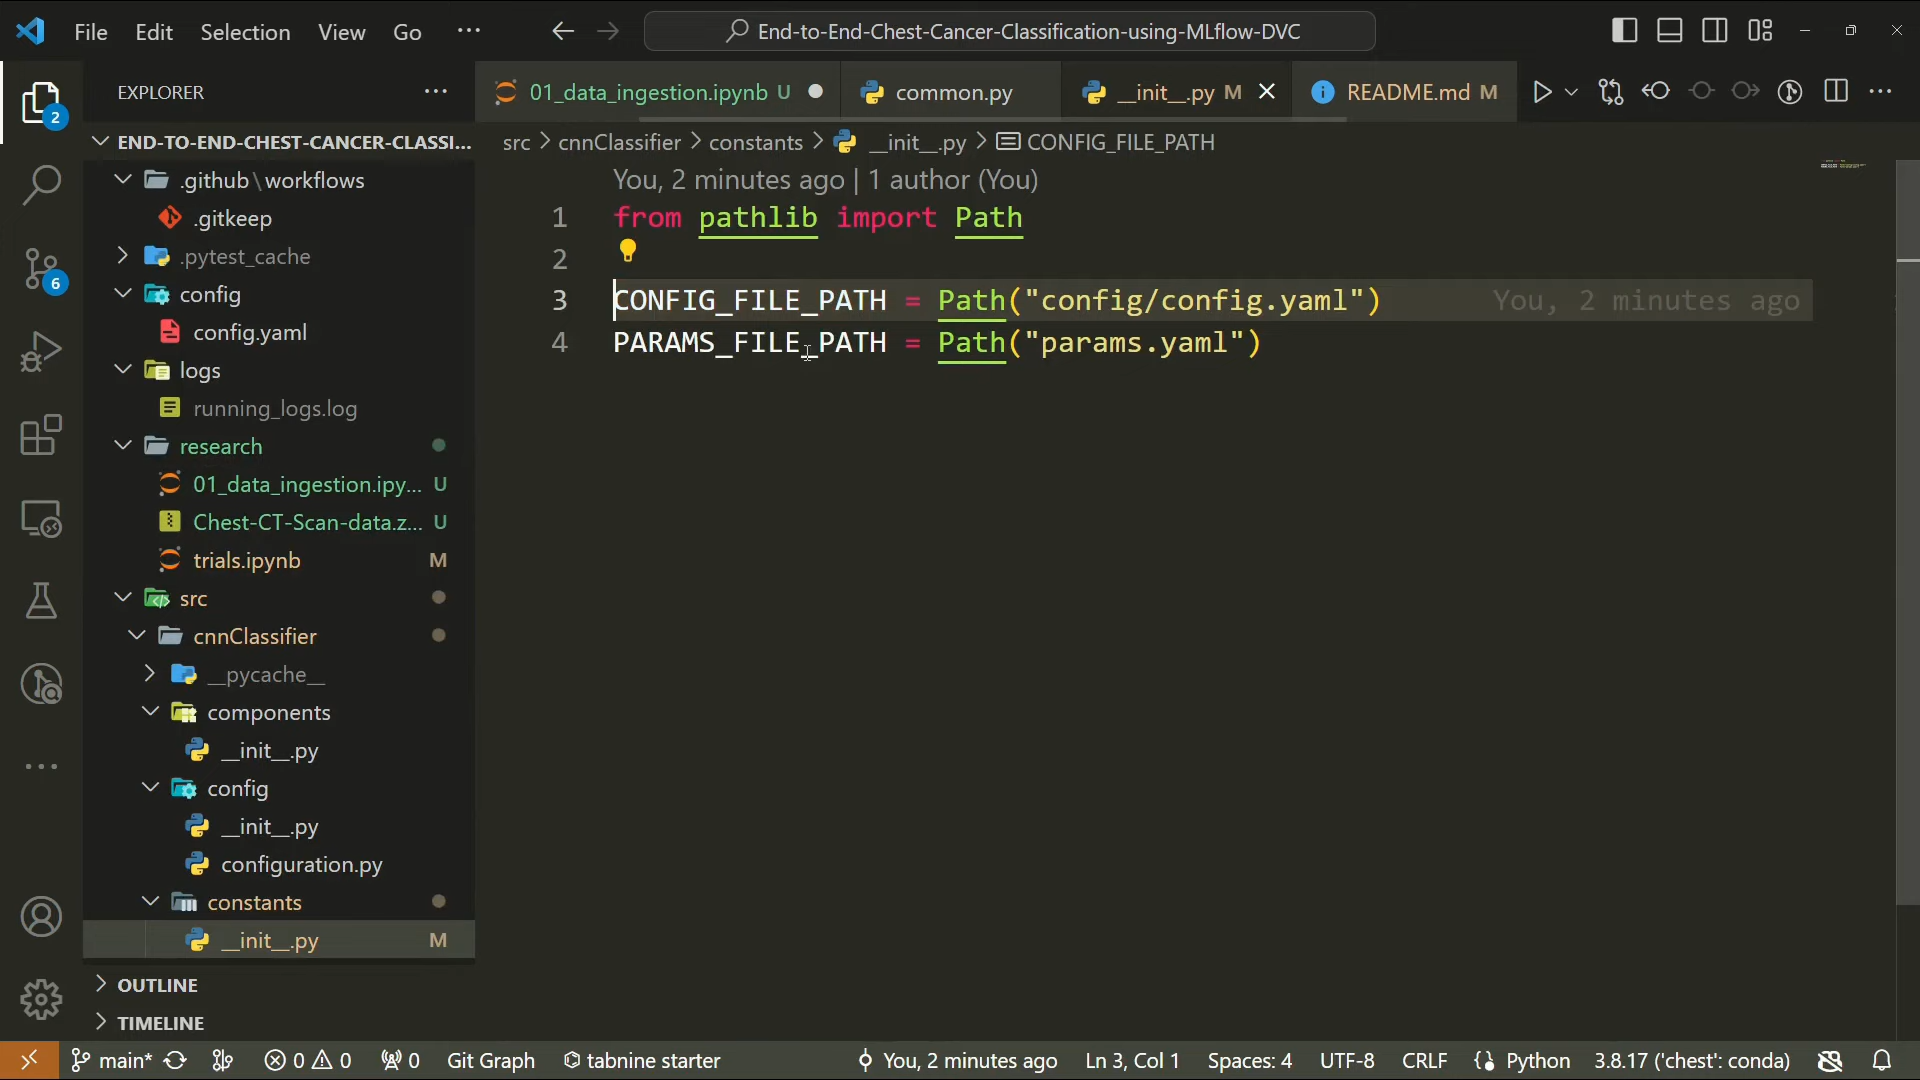 File Edit Selection View Go ... End-to-End-Chest-Cancer-Classification-using-MLflow-DVC
EXPLORER ...
01_data_ingestion.ipynb U
common.py
__init__.py M
README.md M
2
END-TO-END-CHEST-CANCER-CLASSI...
src > cnnClassifier > constants > __init__.py > CONFIG_FILE_PATH
.github\workflows
.gitkeep
.pytest_cache
config
config.yaml
6
logs
running_logs.log
research
01_data_ingestion.ipy... U
Chest-CT-Scan-data.z... U
trials.ipynb M
src
cnnClassifier
__pycache__
components
__init__.py
config
__init__.py
configuration.py
constants
__init__.py M
OUTLINE
TIMELINE
You, 2 minutes ago | 1 author (You)
1 from pathlib import Path
2
3 CONFIG_FILE_PATH = Path("config/config.yaml") You, 2 minutes ago
4 PARAMS_FILE_PATH = Path("params.yaml")
main* 0 0 0 Git Graph tabnine starter You, 2 minutes ago Ln 3, Col 1 Spaces: 4 UTF-8 CRLF Python 3.8.17 ('chest': conda)